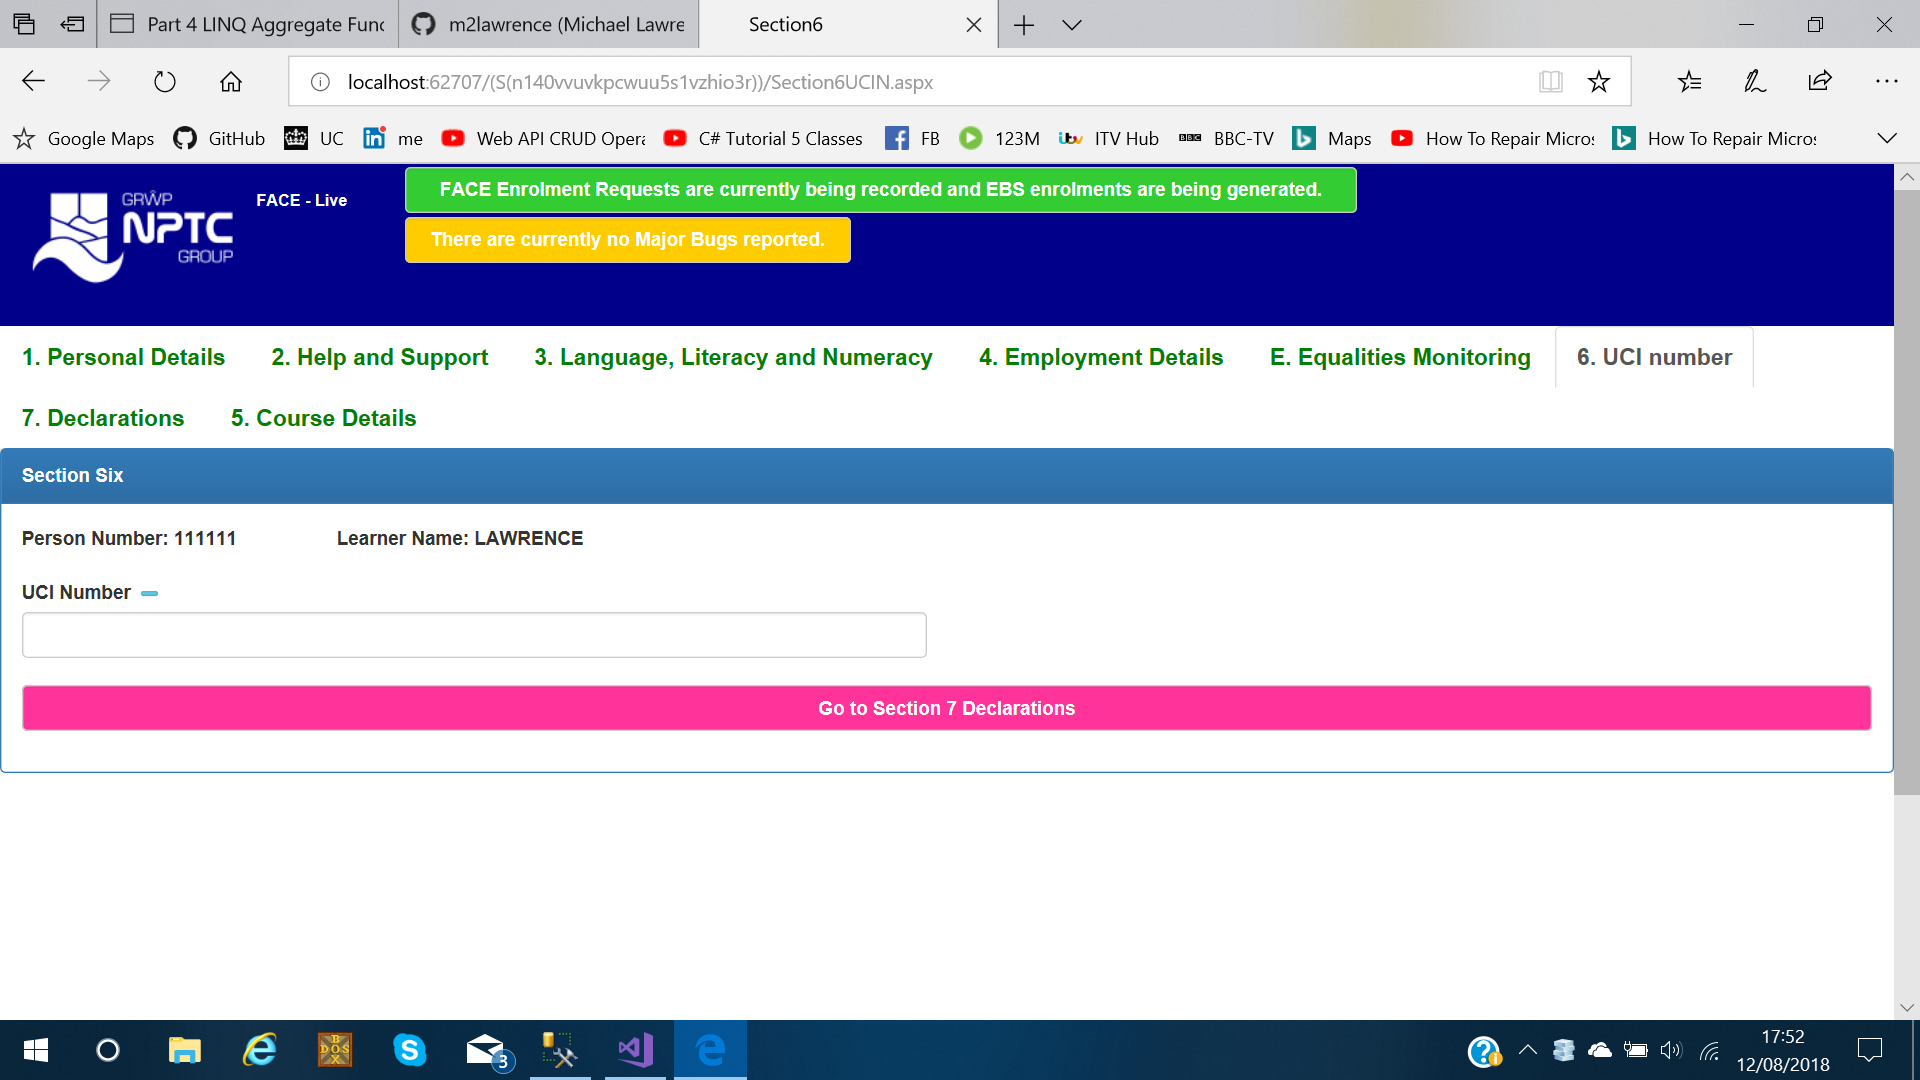 Part 4 LINQ Aggregate Func
m2lawrence (Michael Lawre
Section6
localhost:62707/(S(n140vvuvkpcwuu5s1vzhio3r))/Section6UCIN.aspx
Google Maps
GitHub
UC
me
Web API CRUD Opera
C# Tutorial 5 Classes
FB
123M
ITV Hub
BBC-TV
Maps
How To Repair Micros
How To Repair Micros
GRŴP
NPTC
GROUP
FACE - Live
FACE Enrolment Requests are currently being recorded and EBS enrolments are being generated.
There are currently no Major Bugs reported.
1. Personal Details
2. Help and Support
3. Language, Literacy and Numeracy
4. Employment Details
E. Equalities Monitoring
6. UCI number
7. Declarations
5. Course Details
Section Six
Person Number: 111111
Learner Name: LAWRENCE
UCI Number
Go to Section 7 Declarations
3
17:52
12/08/2018